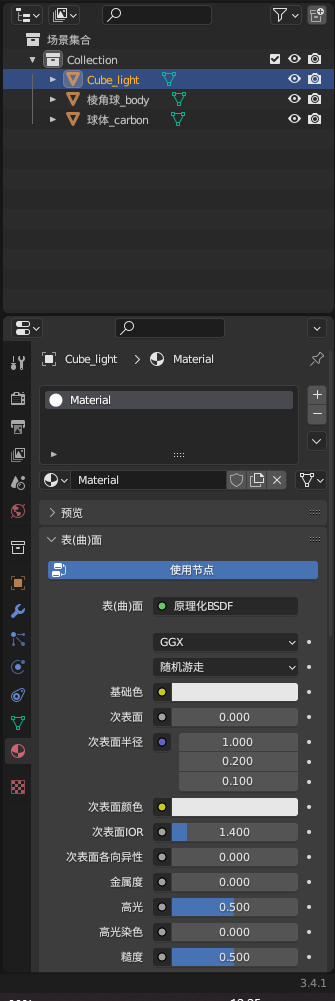 场景集合
Collection
Cube_light
棱角球_body
球体_carbon
Cube_light > Material
Material
Material
预览
表(曲)面
使用节点
表(曲)面 原理化BSDF
GGX
随机游走
基础色
次表面 0.000
次表面半径 1.000
0.200
0.100
次表面颜色
次表面IOR 1.400
次表面各向异性 0.000
金属度 0.000
高光 0.500
高光染色 0.000
糙度 0.500
3.4.1